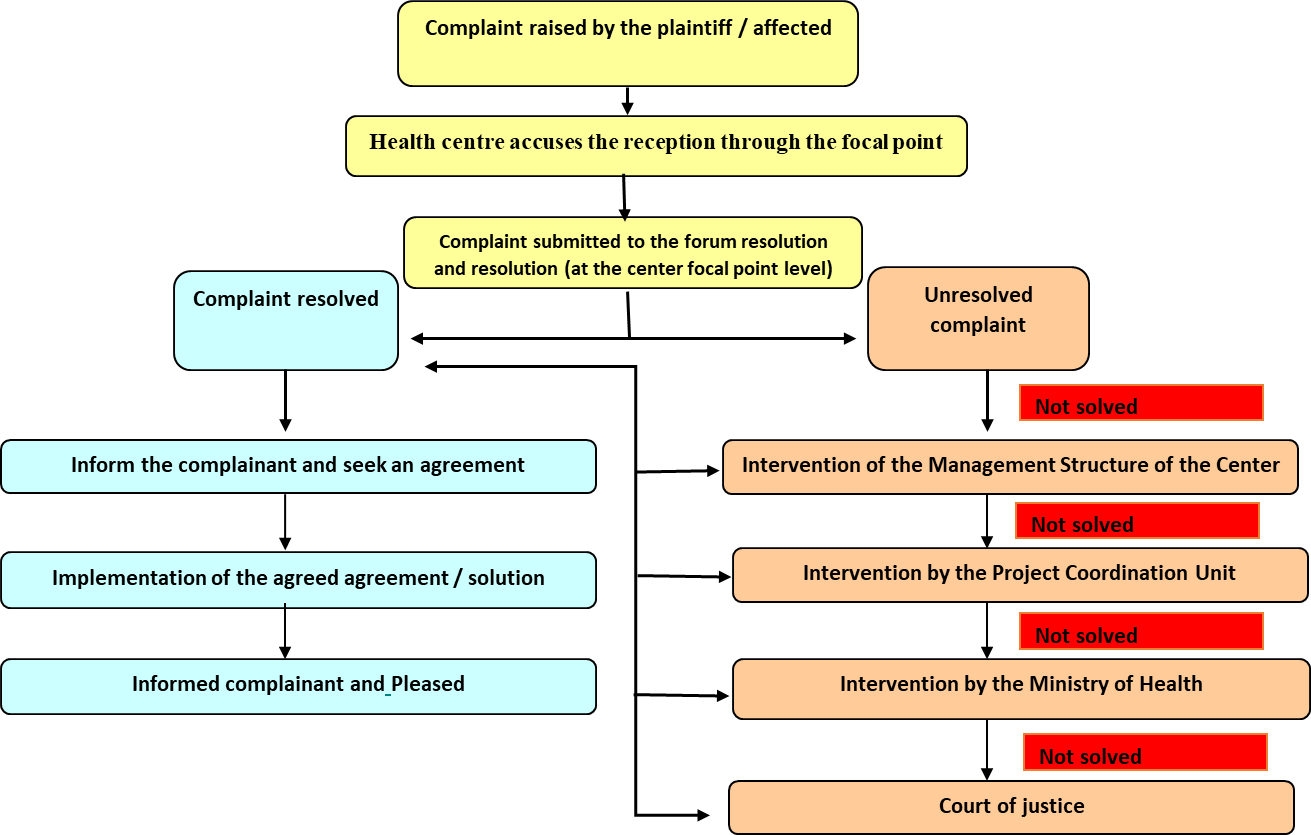 Complaint raised by the plaintiff / affected
Health centre accuses the reception through the focal point
Complaint submitted to the forum resolution
and resolution (at the center focal point level)
Complaint resolved
Unresolved
complaint
Not solved
Inform the complainant and seek an agreement
Intervention of the Management Structure of the Center
Not solved
Implementation of the agreed agreement / solution
Intervention by the Project Coordination Unit
Not solved
Informed complainant and Pleased
Intervention by the Ministry of Health
Not solved
Court of justice